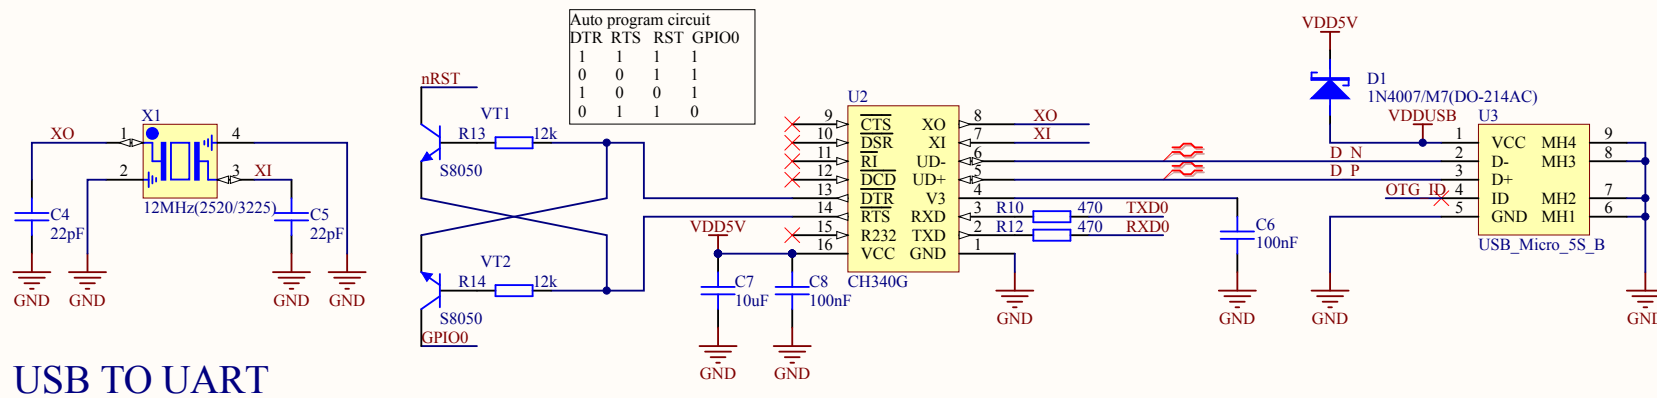 Auto program circuit
DTR RTS RST GPIO0
1 1 1 1
0 0 1 1
1 0 0 1
0 1 1 0
X1
XO 1 4
2 3 XI
12MHz(2520/3225)
C4
22pF
C5
22pF
GND GND GND GND
nRST
VT1
R13 12k
S8050
VT2
R14 12k
S8050
GPIO0
U2
9 CTS XO 8 XO
10 DSR XI 7 XI
11 RI UD- 6
12 DCD UD+ 5
13 DTR V3 4
14 RTS RXD 3 R10 470 TXD0
15 R232 TXD 2 R12 470 RXD0
16 VCC GND 1
CH340G
VDD5V
C7
10uF
C8
100nF
GND GND
GND
C6
100nF
GND
VDD5V
D1
1N4007/M7(DO-214AC)
VDDUSB
U3
1 VCC MH4 9
D_N 2 D- MH3 8
D_P 3 D+
OTG_ID 4 ID MH2 7
5 GND MH1 6
USB_Micro_5S_B
GND
GND
USB TO UART